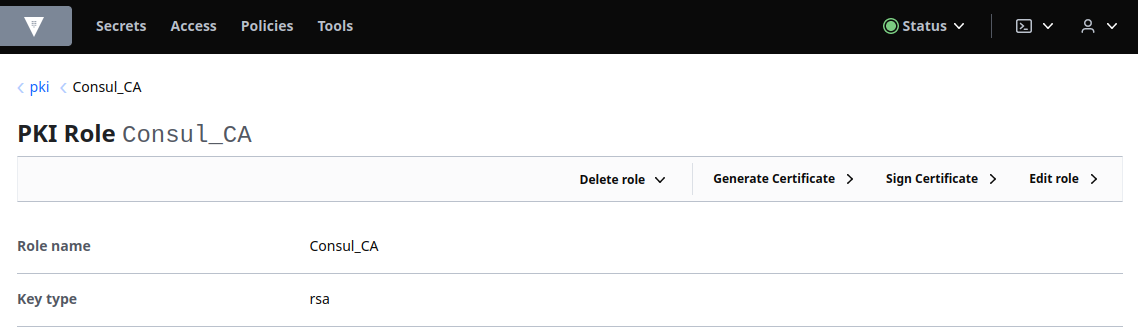 Secrets Access Policies Tools Status
pki Consul_CA
PKI Role Consul_CA
Delete role Generate Certificate Sign Certificate Edit role
Role name Consul_CA
Key type rsa